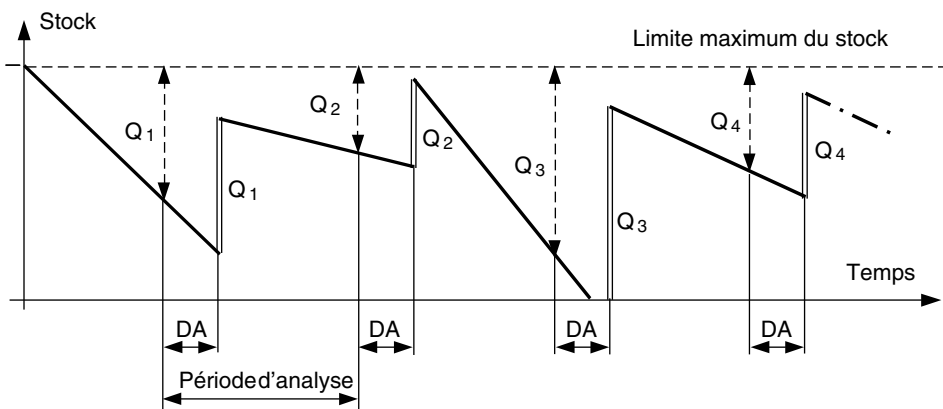 Stock
Limite maximum du stock
Q1
Q2
Q3
Q4
Q1
Q2
Q3
Q4
Temps
DA
DA
DA
DA
Périoded'analyse